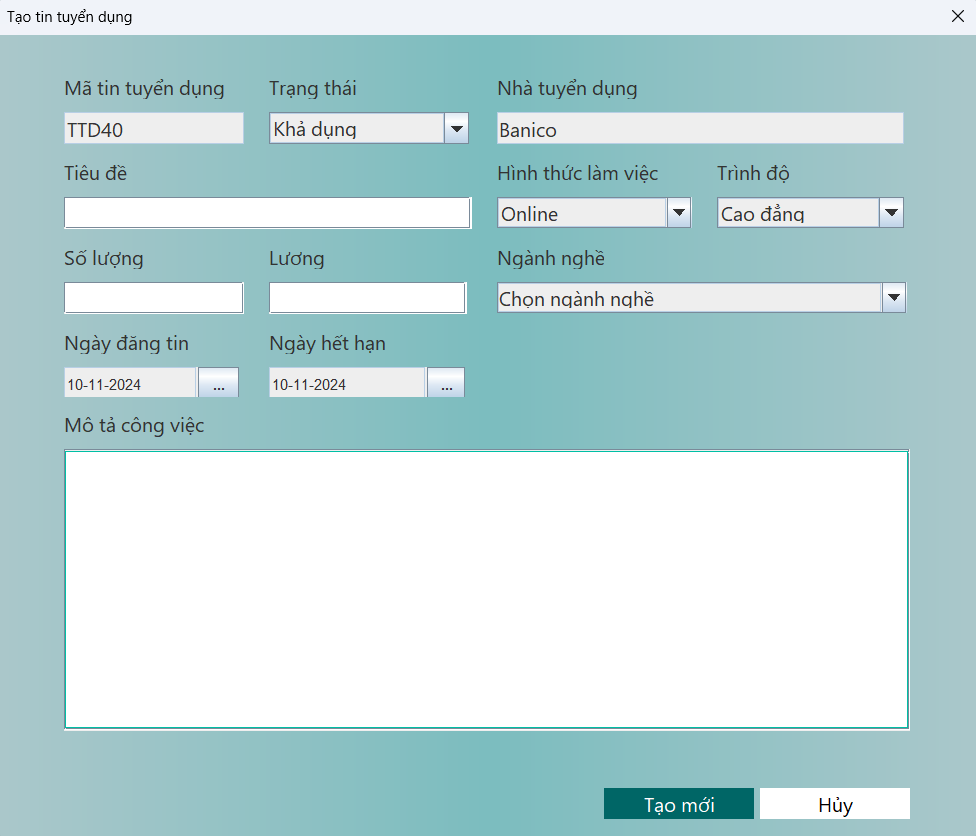 Tạo tin tuyển dụng
Mã tin tuyển dụng Trạng thái Nhà tuyển dụng
TTD40 Khả dụng Banico
Tiêu đề Hình thức làm việc Trình độ
Online Cao đẳng
Số lượng Lương Ngành nghề
Chọn ngành nghề
Ngày đăng tin Ngày hết hạn
10-11-2024 ... 10-11-2024 ...
Mô tả công việc
Tạo mới Hủy